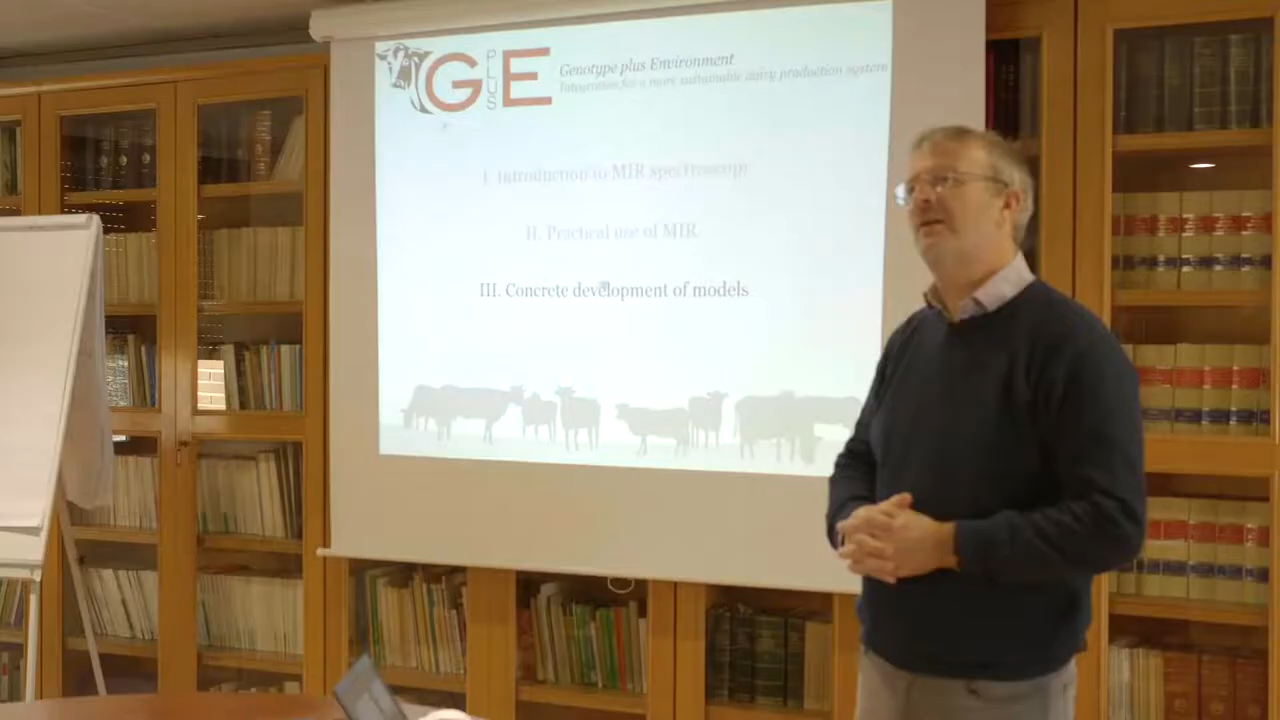 G PLUS E
Genotype plus Environment
Integration for a more sustainable dairy production system
I. Introduction to MIR spectroscopy
II. Practical use of MIR
III. Concrete development of models